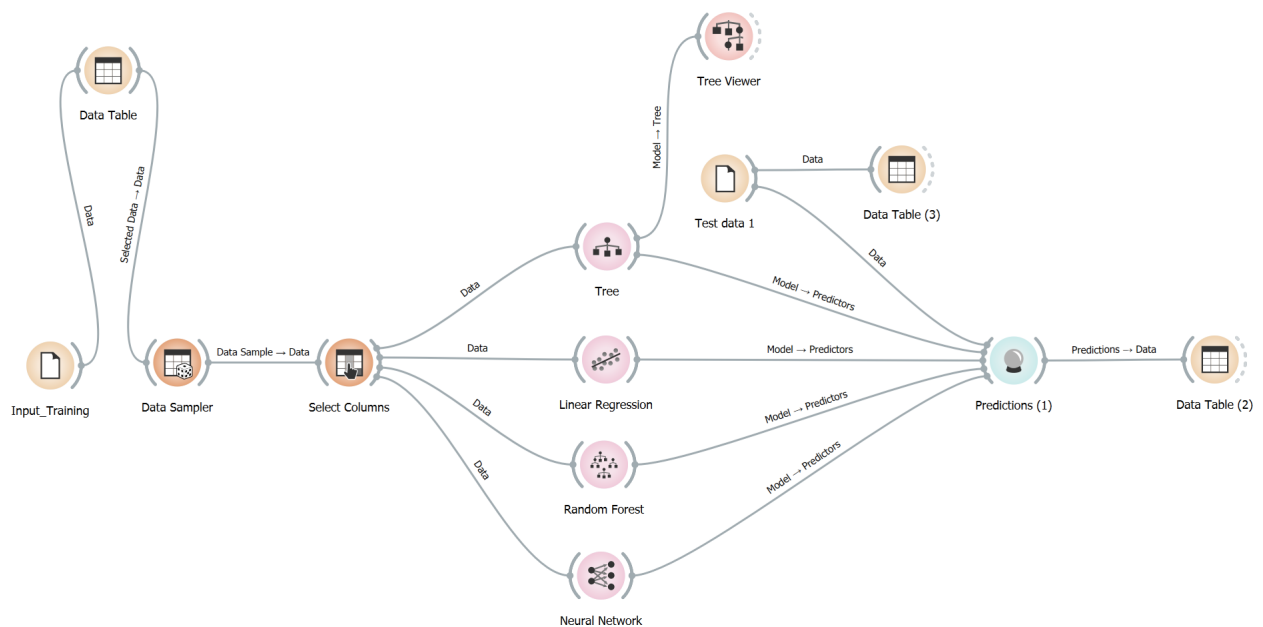 Tree Viewer
Data Table
Model → Tree
Data
Test data 1
Data Table (3)
Data
Selected Data → Data
Data
Tree
Data
Model → Predictors
Input_Training
Data Sampler
Data Sample → Data
Select Columns
Data
Linear Regression
Model → Predictors
Predictions (1)
Predictions → Data
Data Table (2)
Data
Random Forest
Model → Predictors
Data
Neural Network
Model → Predictors